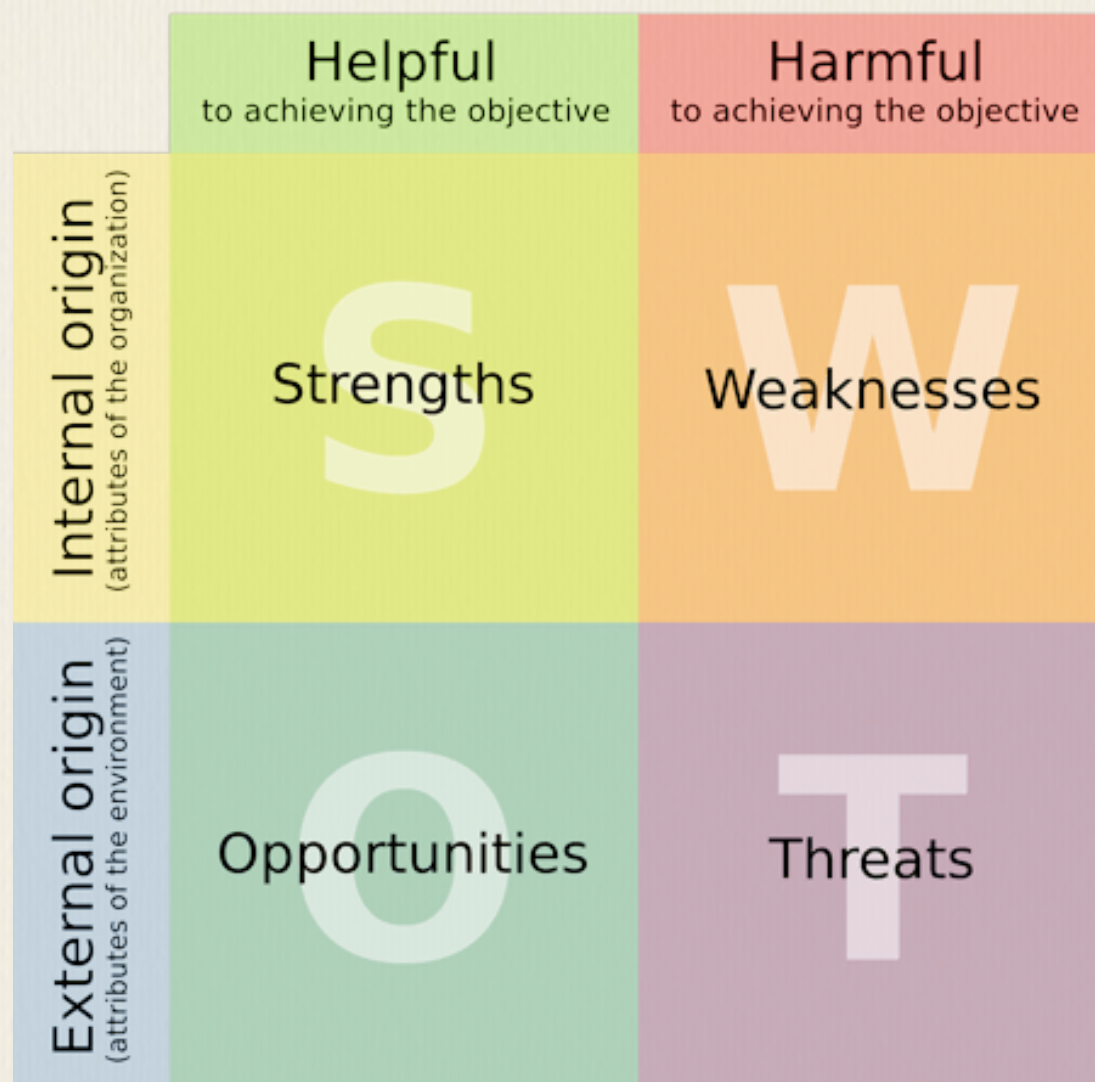 Helpful
to achieving the objective
Harmful
to achieving the objective
Internal origin
(attributes of the organization)
S
Strengths
W
Weaknesses
External origin
(attributes of the environment)
O
Opportunities
T
Threats